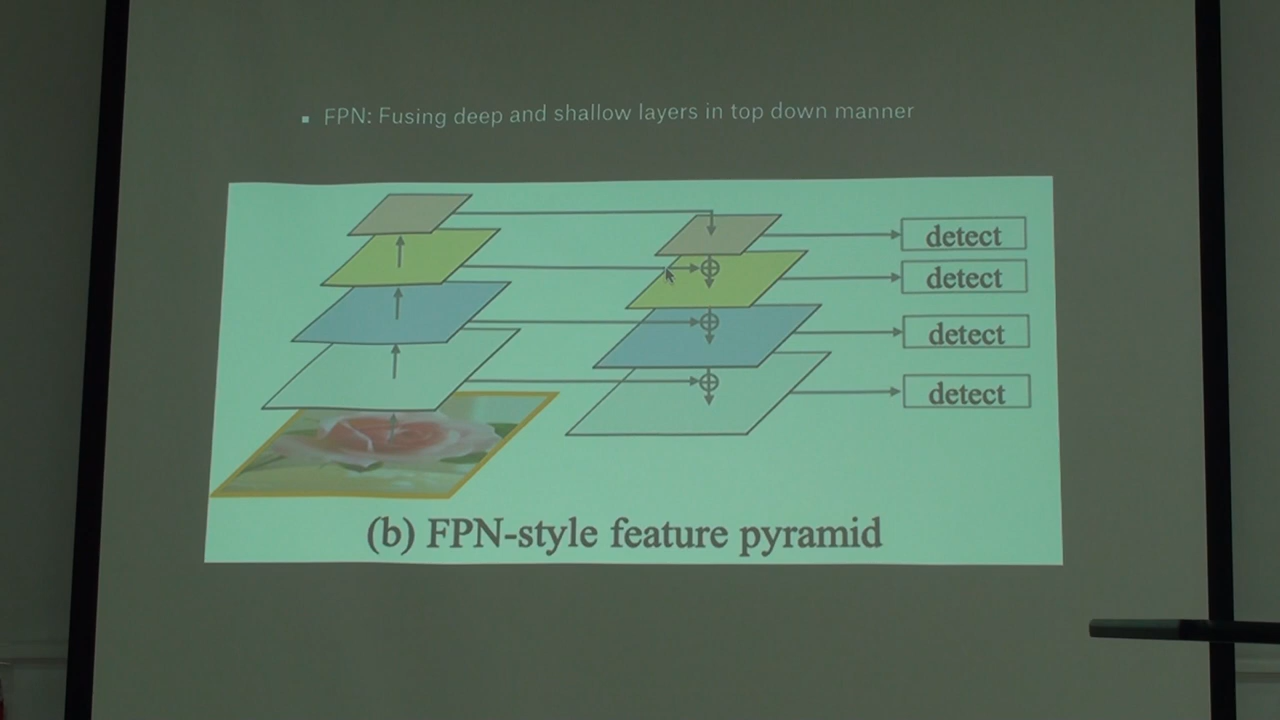 ▪ FPN: Fusing deep and shallow layers in top down manner
detect
detect
detect
detect
(b) FPN-style feature pyramid